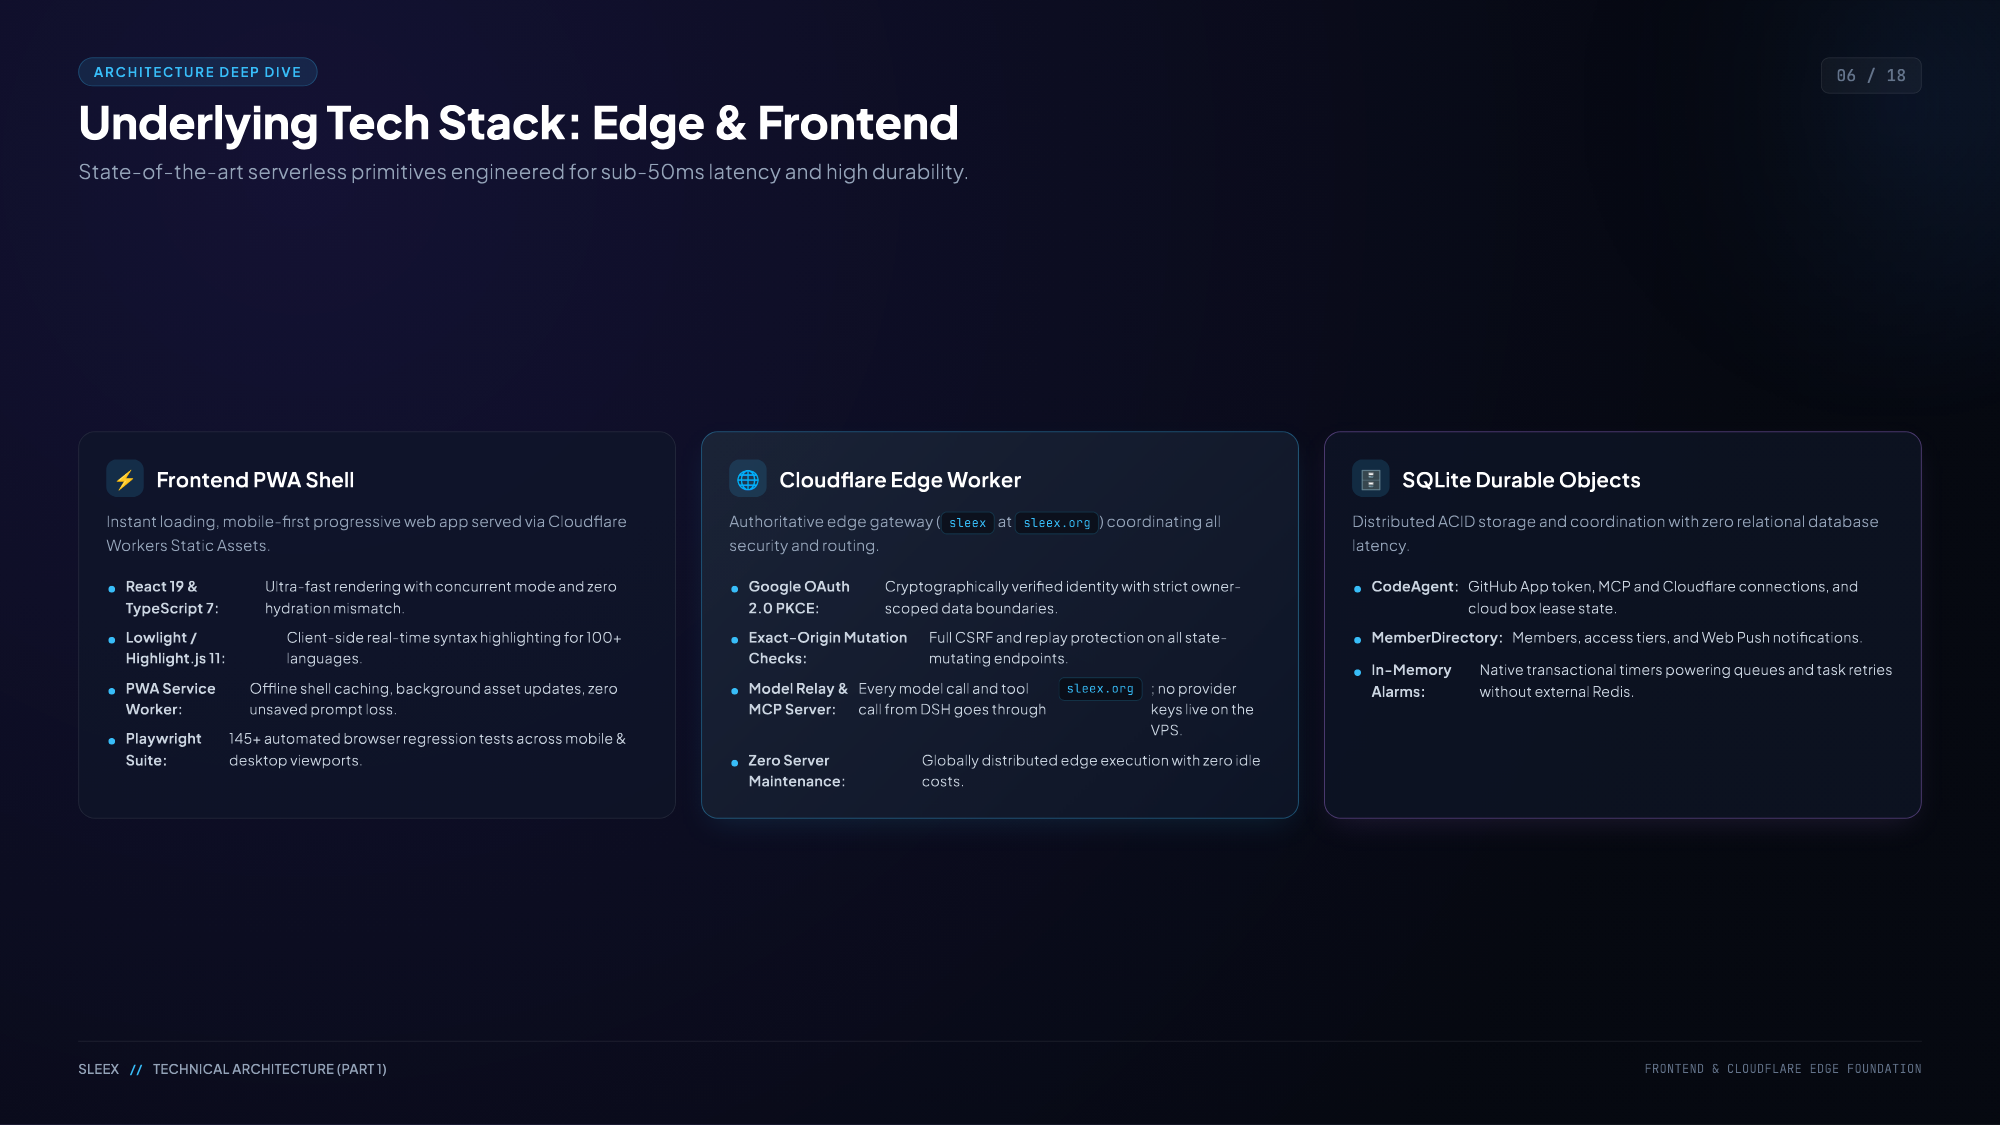 ARCHITECTURE DEEP DIVE
06 / 18
Underlying Tech Stack: Edge & Frontend
State-of-the-art serverless primitives engineered for sub-50ms latency and high durability.
Frontend PWA Shell
Instant loading, mobile-first progressive web app served via Cloudflare
Workers Static Assets.
React 19 & Ultra-fast rendering with concurrent mode and zero
TypeScript 7: hydration mismatch.
Lowlight / Client-side real-time syntax highlighting for 100+
Highlight.js 11: languages.
PWA Service Offline shell caching, background asset updates, zero
Worker: unsaved prompt loss.
Playwright 145+ automated browser regression tests across mobile &
Suite: desktop viewports.
Cloudflare Edge Worker
Authoritative edge gateway ( sleex at sleex.org ) coordinating all
security and routing.
Google OAuth Cryptographically verified identity with strict owner-
2.0 PKCE: scoped data boundaries.
Exact-Origin Mutation Full CSRF and replay protection on all state-
Checks: mutating endpoints.
Model Relay & Every model call and tool sleex.org ; no provider
MCP Server: call from DSH goes through keys live on the
VPS.
Zero Server Globally distributed edge execution with zero idle
Maintenance: costs.
SQLite Durable Objects
Distributed ACID storage and coordination with zero relational database
latency.
CodeAgent: GitHub App token, MCP and Cloudflare connections, and
cloud box lease state.
MemberDirectory: Members, access tiers, and Web Push notifications.
In-Memory Native transactional timers powering queues and task retries
Alarms: without external Redis.
SLEEX // TECHNICAL ARCHITECTURE (PART 1)
FRONTEND & CLOUDFLARE EDGE FOUNDATION